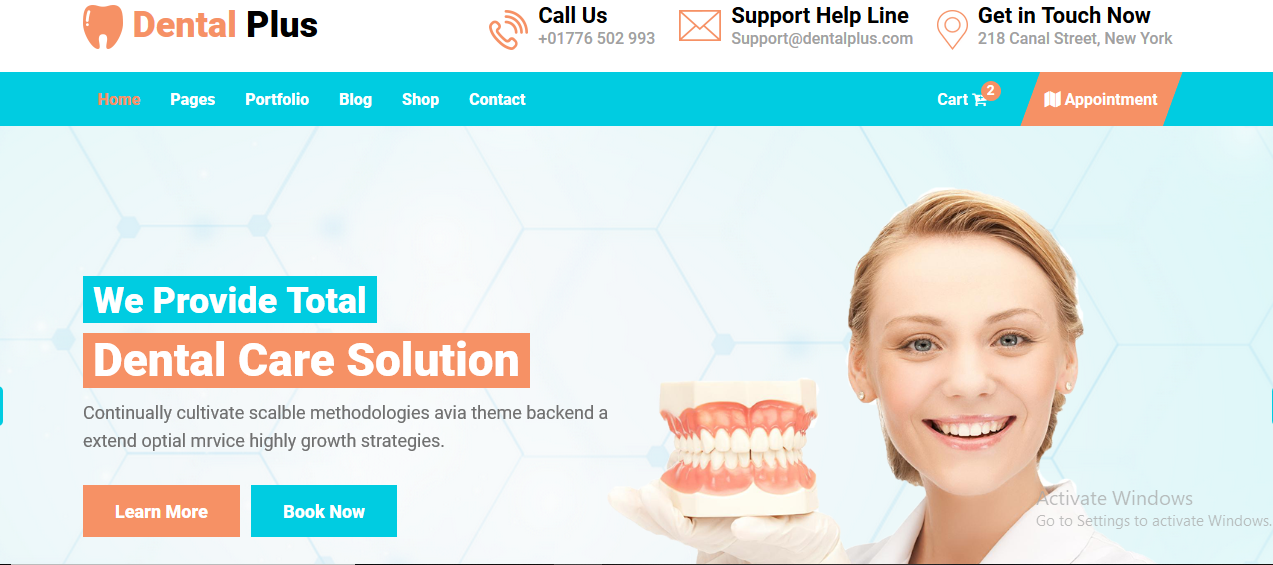 Dental Plus
Call Us
+01776 502 993
Support Help Line
Support@dentalplus.com
Get in Touch Now
218 Canal Street, New York
Home Pages Portfolio Blog Shop Contact Cart 2 Appointment
We Provide Total
Dental Care Solution
Continually cultivate scalble methodologies avia theme backend a
extend optial mrvice highly growth strategies.
Learn More Book Now
Activate Windows
Go to Settings to activate Windows.